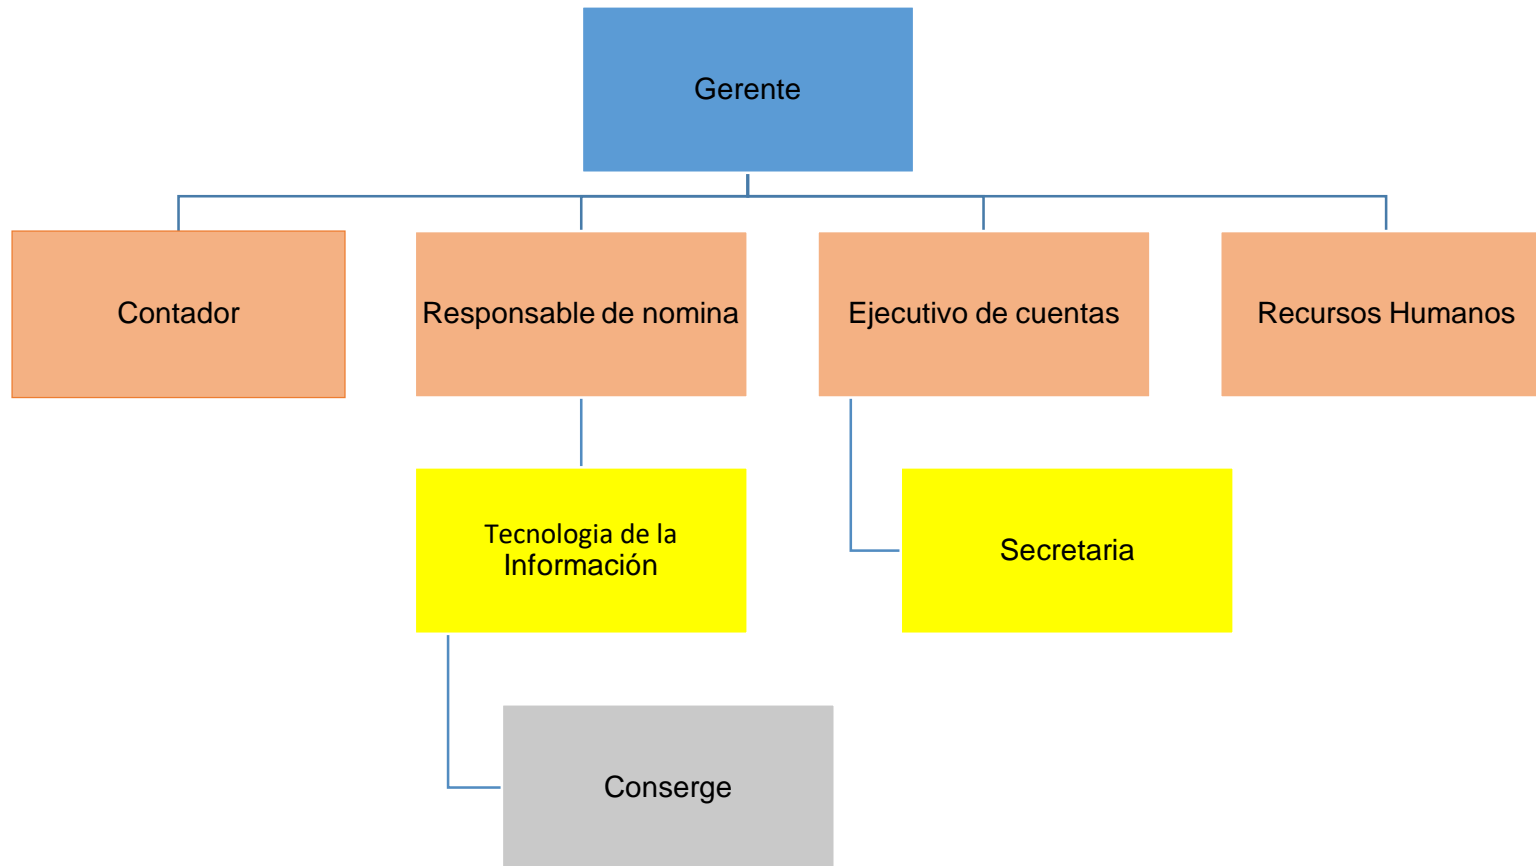 Gerente
Contador
Responsable de nomina
Ejecutivo de cuentas
Recursos Humanos
Tecnologia de la
Información
Secretaria
Conserge